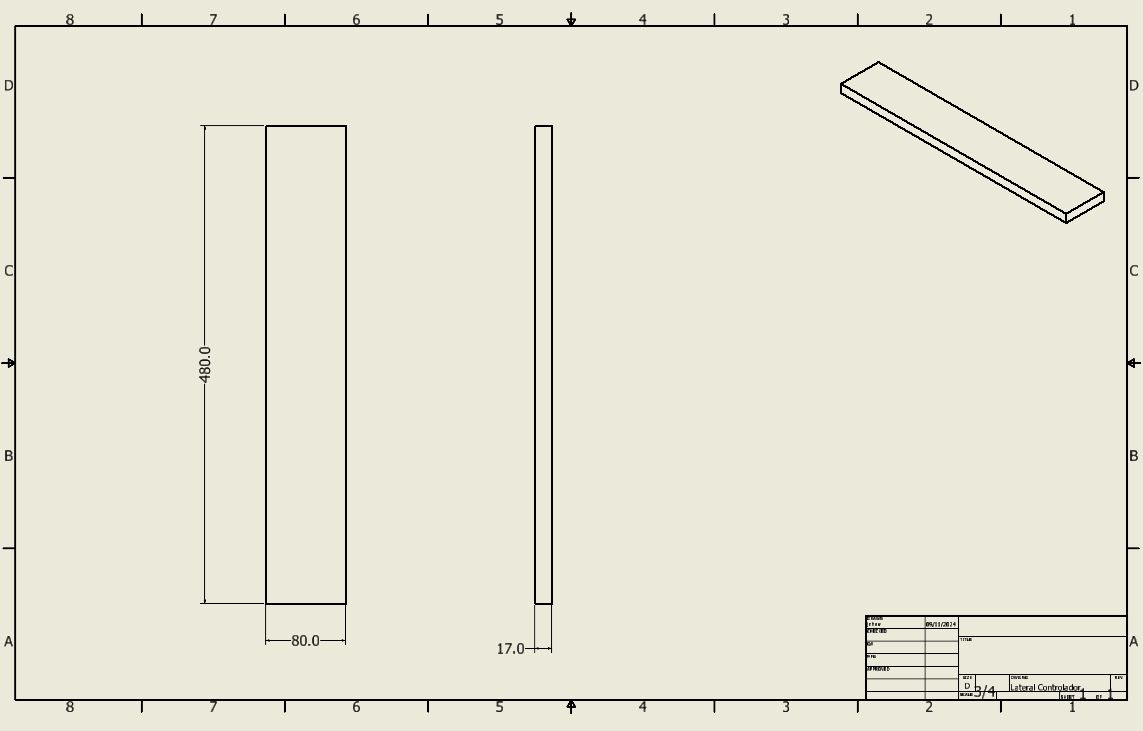 8 7 6 5 4 3 2 1
D D
C C
B B
A A
480.0
80.0
17.0
DRAWN
09/11/2024
CHECKED
QA
MFG
APPROVED
TITLE
SIZE
D
DWG NO
Lateral Controlador
REV
SCALE
3/4
SHEET 1 OF 1
8 7 6 5 4 3 2 1